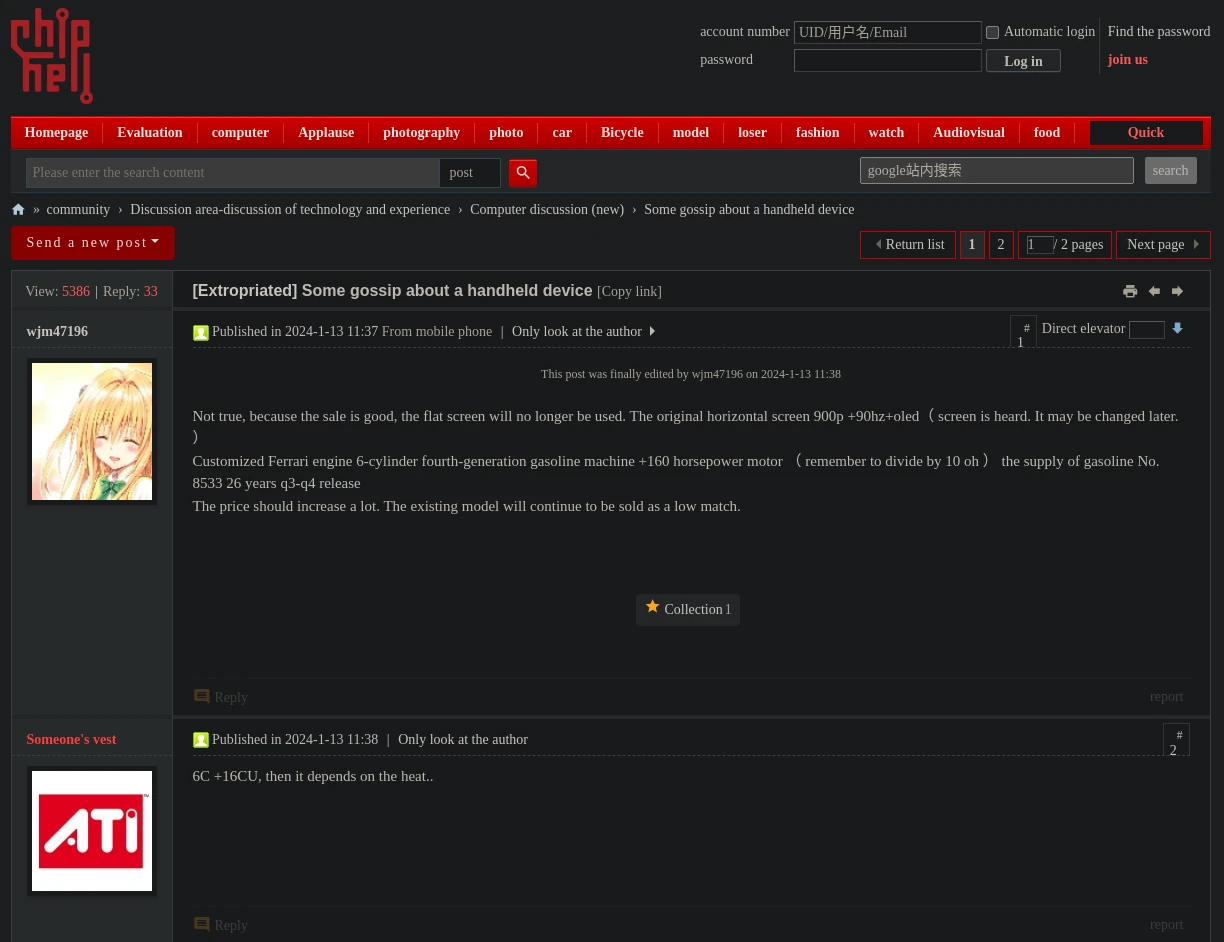 chip
hell
account number UID/用户名/Email Automatic login Find the password
password Log in join us
Homepage Evaluation computer Applause photography photo car Bicycle model loser fashion watch Audiovisual food Quick
Please enter the search content post google站内搜索 search
» community › Discussion area-discussion of technology and experience › Computer discussion (new) › Some gossip about a handheld device
Send a new post Return list 1 2 1 / 2 pages Next page
View: 5386 | Reply: 33 [Extropriated] Some gossip about a handheld device [Copy link]
wjm47196 Published in 2024-1-13 11:37 From mobile phone | Only look at the author # 1 Direct elevator
This post was finally edited by wjm47196 on 2024-1-13 11:38
Not true, because the sale is good, the flat screen will no longer be used. The original horizontal screen 900p +90hz+oled（ screen is heard. It may be changed later.
）
Customized Ferrari engine 6-cylinder fourth-generation gasoline machine +160 horsepower motor （ remember to divide by 10 oh ） the supply of gasoline No.
8533 26 years q3-q4 release
The price should increase a lot. The existing model will continue to be sold as a low match.
Collection 1
Reply report
Someone's vest Published in 2024-1-13 11:38 | Only look at the author # 2
6C +16CU, then it depends on the heat..
ATi™
Reply report